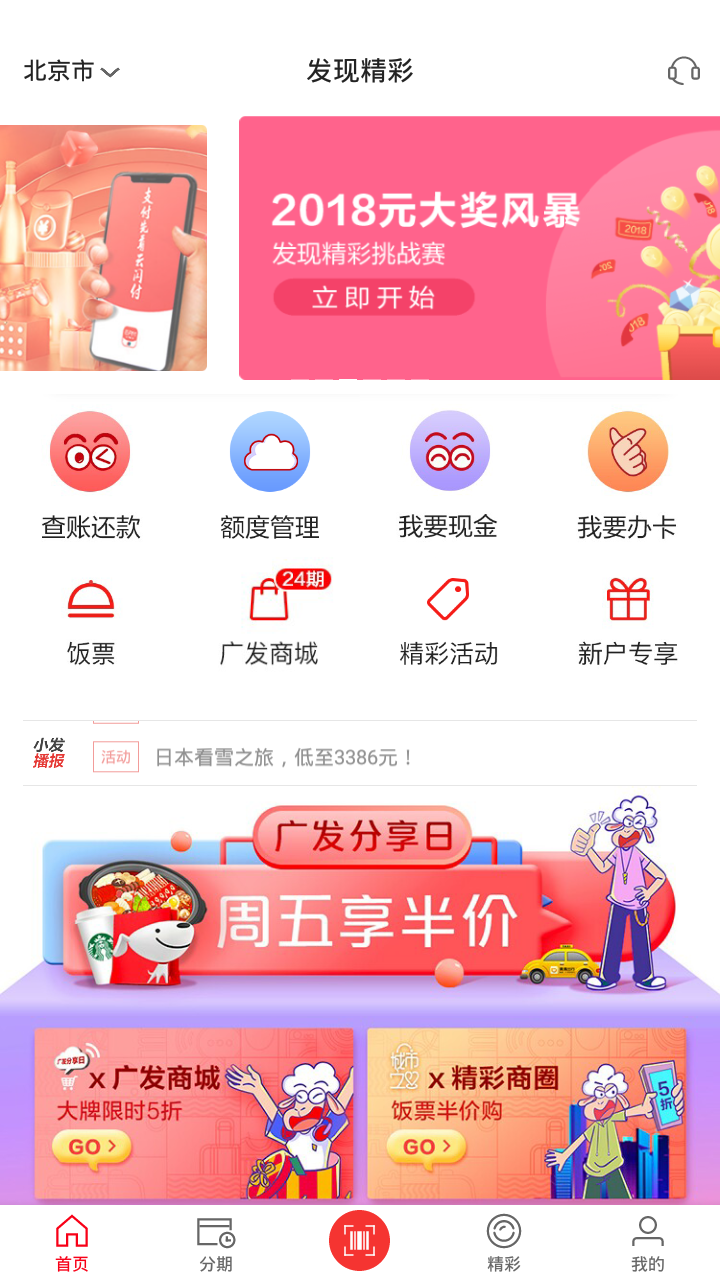 北京市
发现精彩
支付先看云闪付
2018元大奖风暴
发现精彩挑战赛
立即开始
2018
J18
J18
查账还款
额度管理
我要现金
我要办卡
24期
饭票
广发商城
精彩活动
新户专享
小发
播报
活动
日本看雪之旅，低至3386元！
广发分享日
周五享半价
广发分享日
x 广发商城
大牌限时5折
GO >
城市之
x 精彩商圈
饭票半价购
GO >
5折
首页
分期
精彩
我的